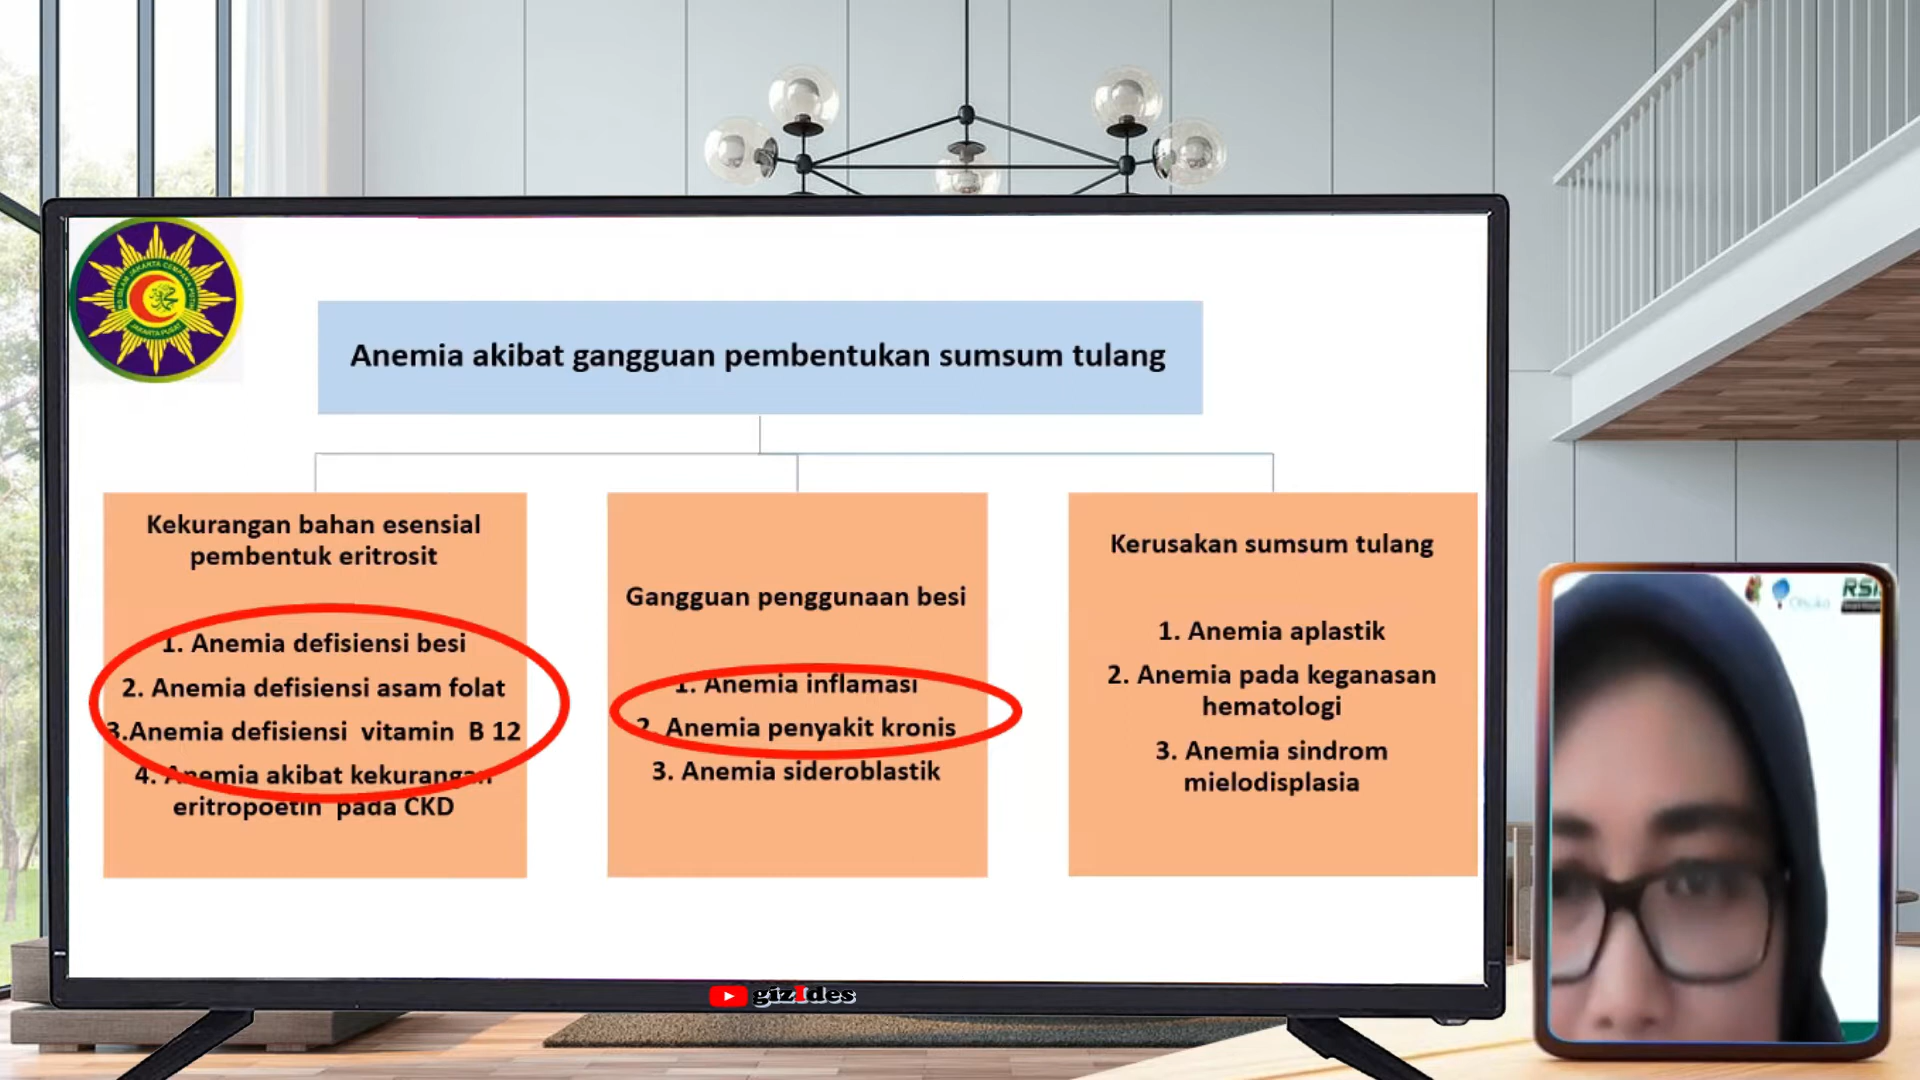 Anemia akibat gangguan pembentukan sumsum tulang
Kekurangan bahan esensial
pembentuk eritrosit
1. Anemia defisiensi besi
2. Anemia defisiensi asam folat
3.Anemia defisiensi vitamin B 12
4. Anemia akibat kekurangan
eritropoetin pada CKD
Gangguan penggunaan besi
1. Anemia inflamasi
2. Anemia penyakit kronis
3. Anemia sideroblastik
Kerusakan sumsum tulang
1. Anemia aplastik
2. Anemia pada keganasan
hematologi
3. Anemia sindrom
mielodisplasia
JAKARTA PUSAT
gizIdes